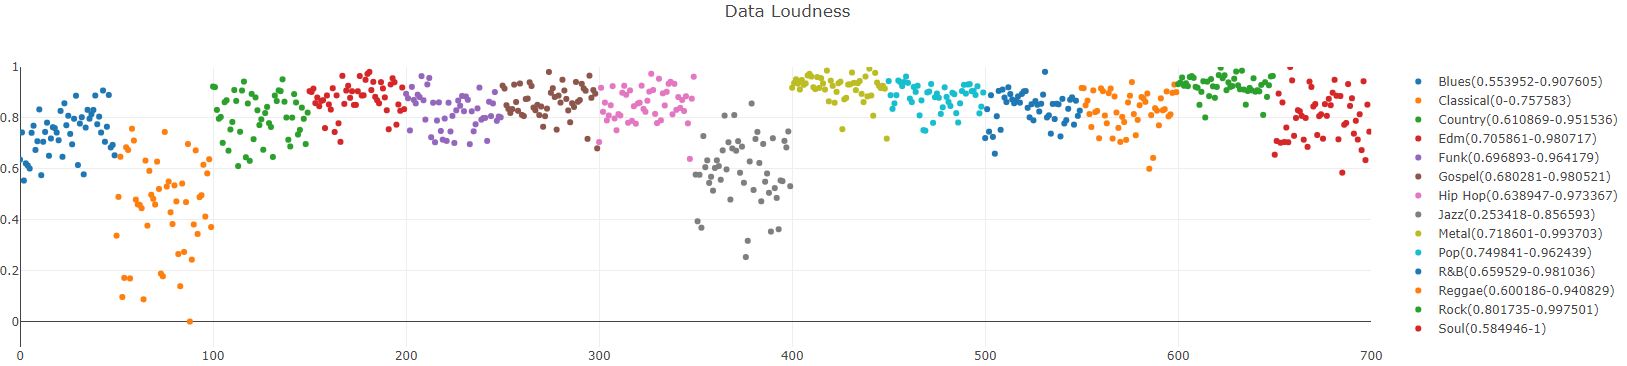 Data Loudness
1
0.8
0.6
0.4
0.2
0
0 100 200 300 400 500 600 700
Blues(0.553952-0.907605)
Classical(0-0.757583)
Country(0.610869-0.951536)
Edm(0.705861-0.980717)
Funk(0.696893-0.964179)
Gospel(0.680281-0.980521)
Hip Hop(0.638947-0.973367)
Jazz(0.253418-0.856593)
Metal(0.718601-0.993703)
Pop(0.749841-0.962439)
R&B(0.659529-0.981036)
Reggae(0.600186-0.940829)
Rock(0.801735-0.997501)
Soul(0.584946-1)